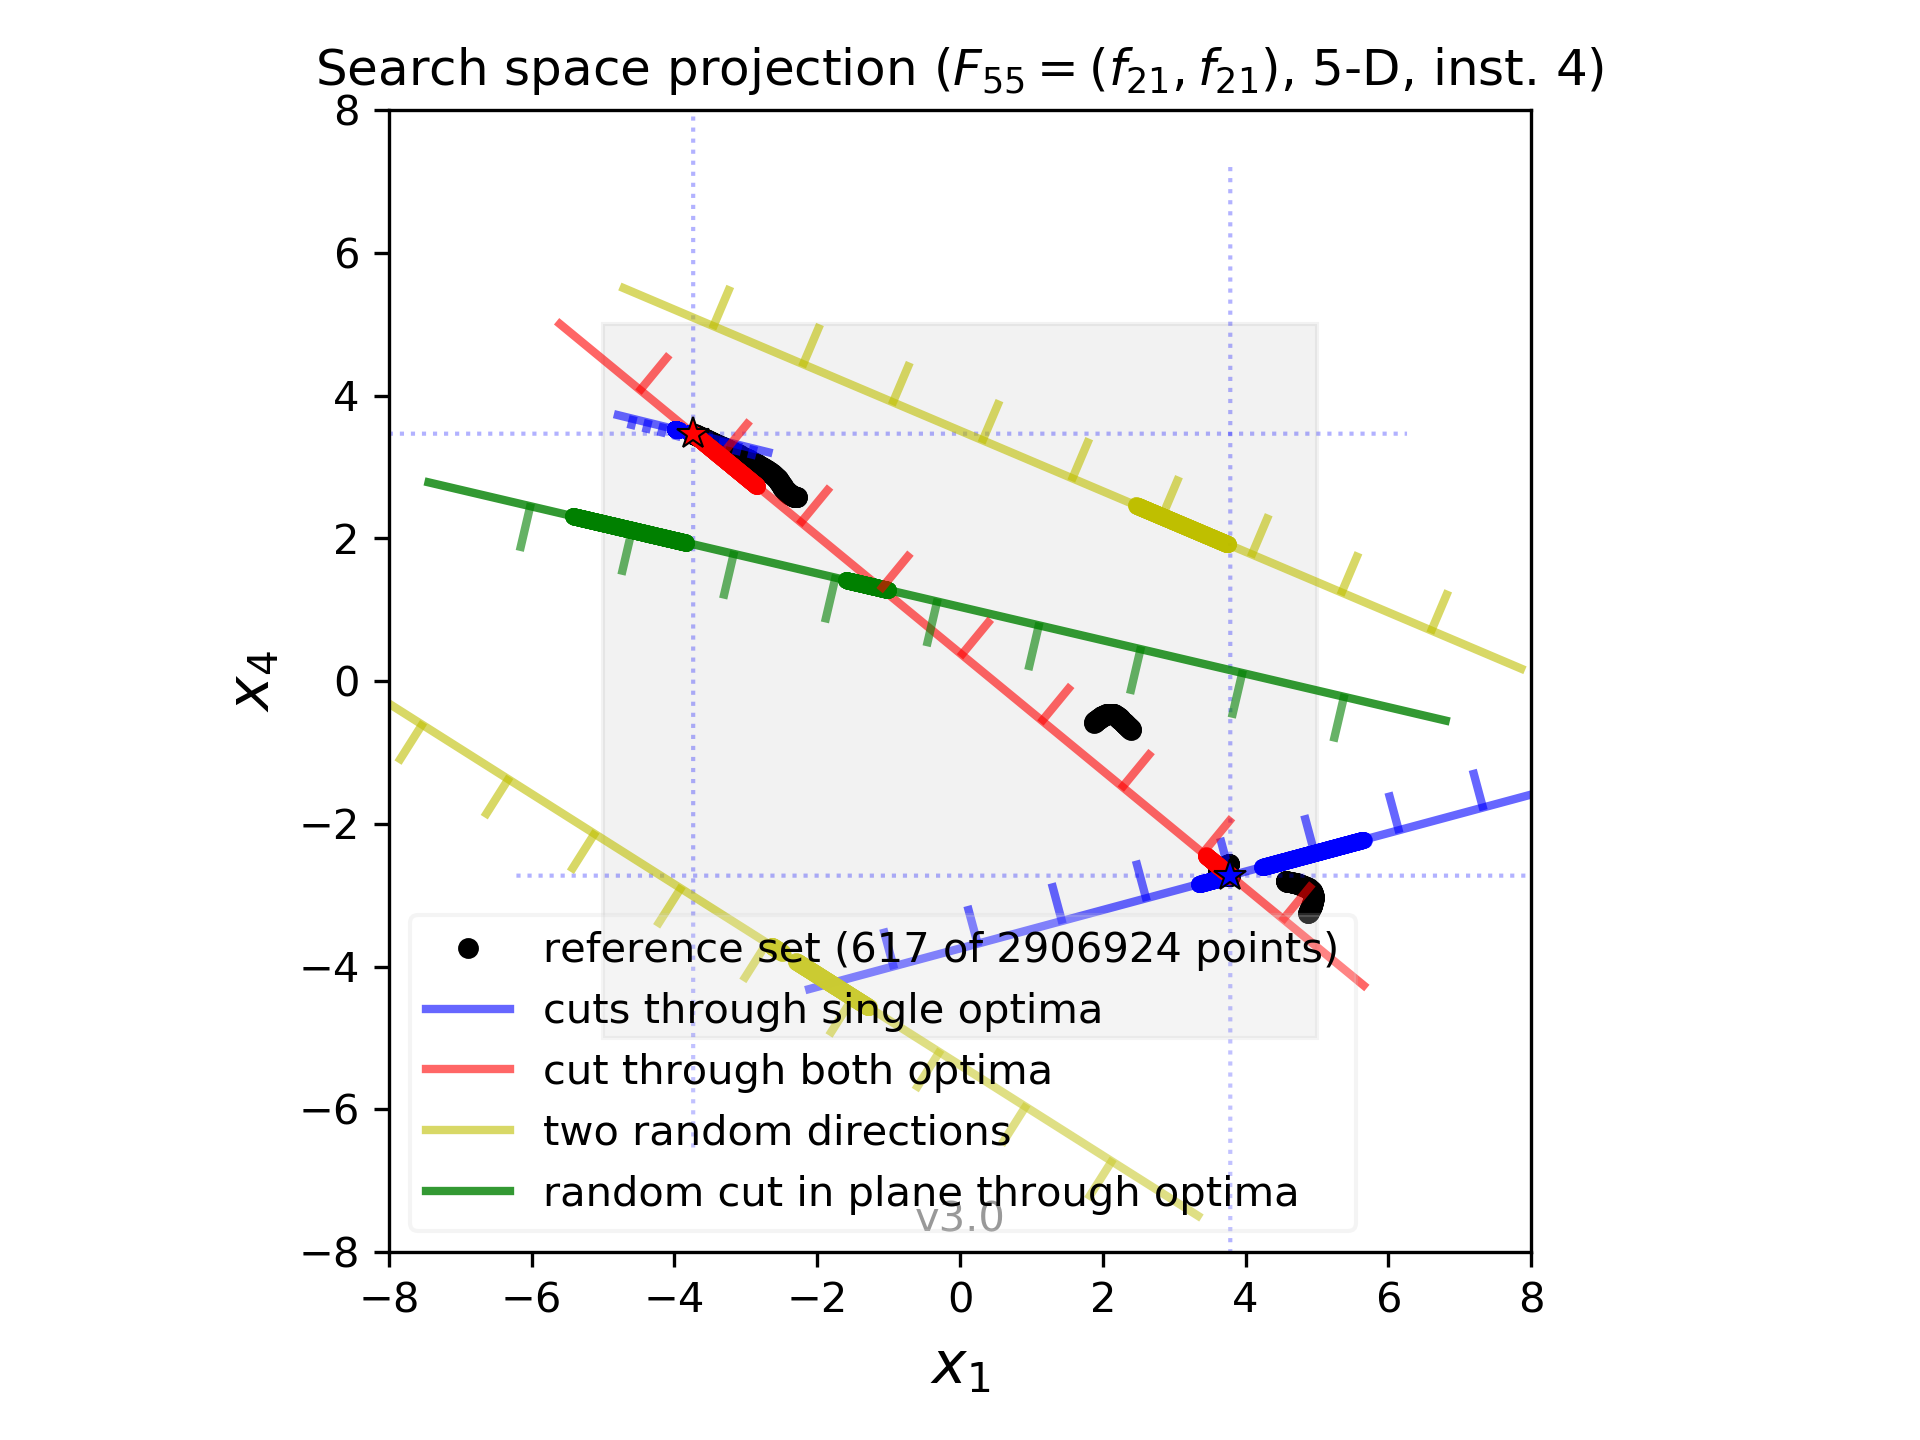 Search space projection (F55 = (f21, f21), 5-D, inst. 4)
8
6
4
2
0
−2
−4
−6
−8
x4
reference set (617 of 2906924 points)
cuts through single optima
cut through both optima
two random directions
random cut in plane through optima
v3.0
−8 −6 −4 −2 0 2 4 6 8
x1